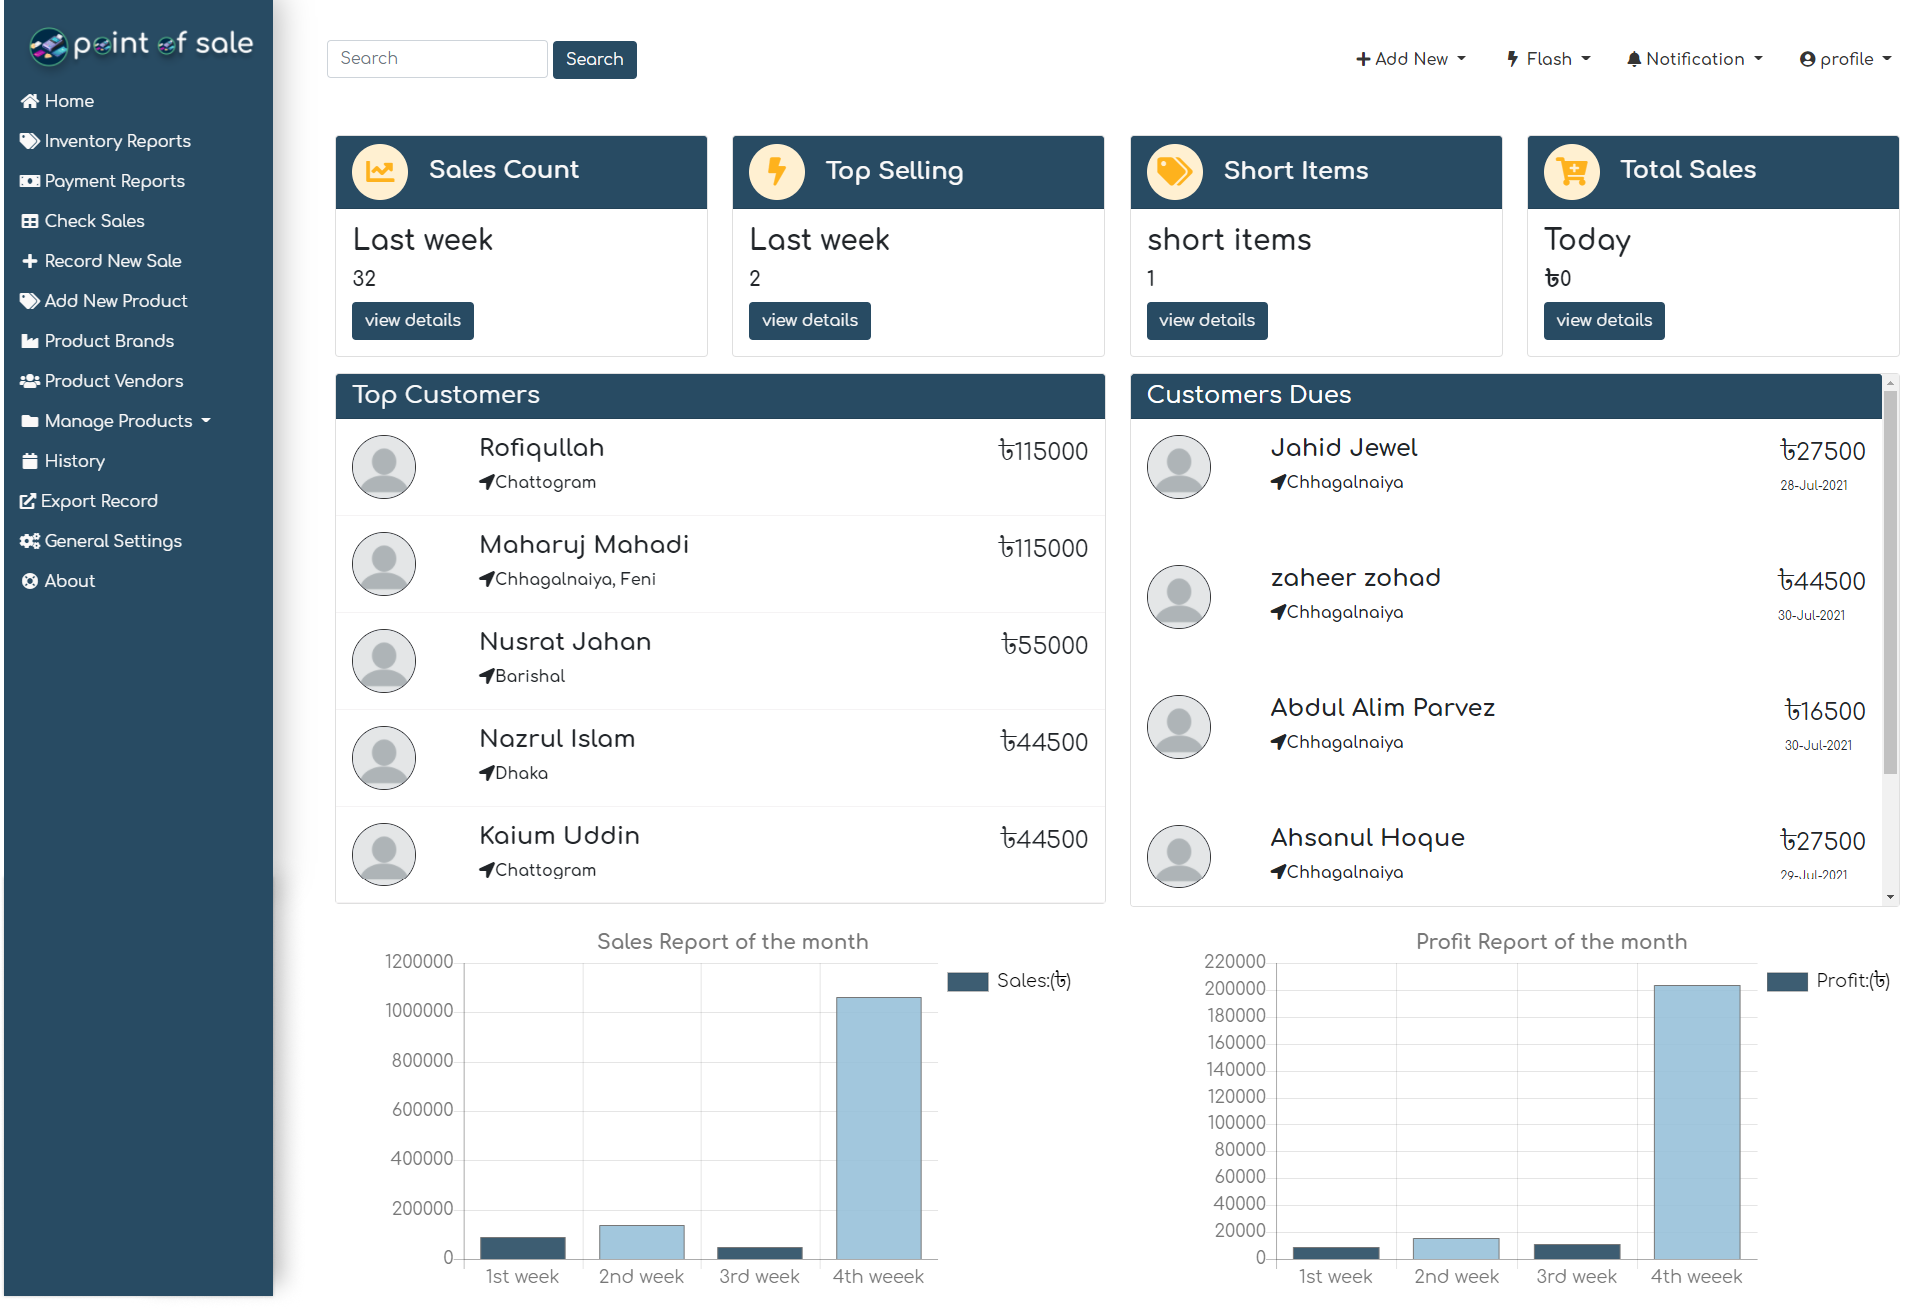 point of sale
Home
Inventory Reports
Payment Reports
Check Sales
Record New Sale
Add New Product
Product Brands
Product Vendors
Manage Products
History
Export Record
General Settings
About
Search Search
Add New Flash Notification profile
Sales Count
Last week
32
view details
Top Selling
Last week
2
view details
Short Items
short items
1
view details
Total Sales
Today
৳0
view details
Top Customers
Rofiqullah ৳115000
Chattogram
Maharuj Mahadi ৳115000
Chhagalnaiya, Feni
Nusrat Jahan ৳55000
Barishal
Nazrul Islam ৳44500
Dhaka
Kaium Uddin ৳44500
Chattogram
Customers Dues
Jahid Jewel ৳27500
Chhagalnaiya 28-Jul-2021
zaheer zohad ৳44500
Chhagalnaiya 30-Jul-2021
Abdul Alim Parvez ৳16500
Chhagalnaiya 30-Jul-2021
Ahsanul Hoque ৳27500
Chhagalnaiya 29-Jul-2021
Sales Report of the month
Sales:(৳)
1200000
1000000
800000
600000
400000
200000
0
1st week 2nd week 3rd week 4th weeek
Profit Report of the month
Profit:(৳)
220000
200000
180000
160000
140000
120000
100000
80000
60000
40000
20000
0
1st week 2nd week 3rd week 4th weeek